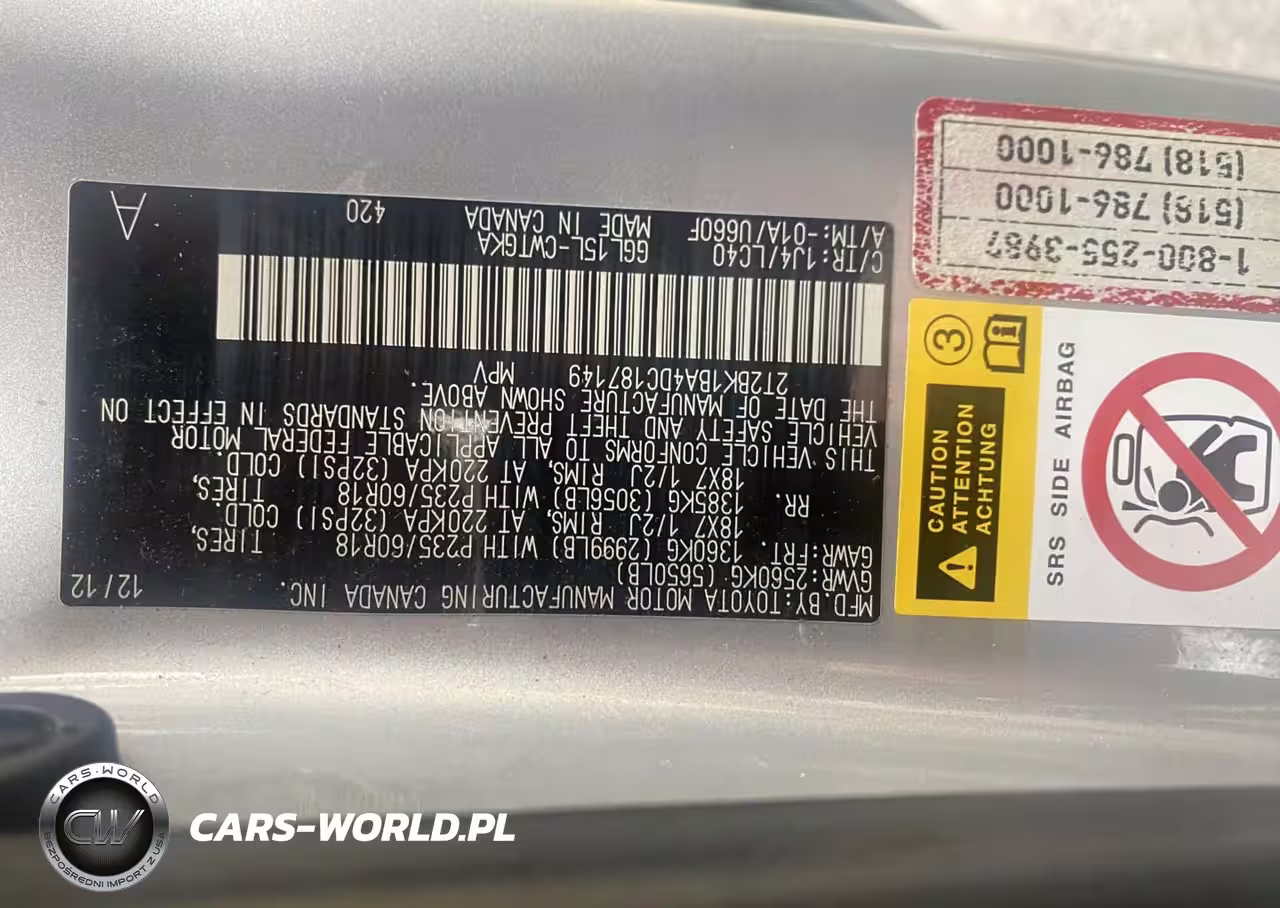 MFD.BY:TOYOTA MOTOR MANUFACTURING CANADA INC. 12/12
GVWR:2560KG(5650LB)
GAWR:FRT. 1360KG(2999LB) WITH P235/60R18 TIRES,
18X7 1/2J RIMS, AT 220KPA(32PSI) COLD.
RR 1385KG(3056LB) WITH P235/60R18 TIRES,
18X7 1/2J RIMS, AT 220KPA(32PSI) COLD.
THIS VEHICLE CONFORMS TO ALL APPLICABLE FEDERAL MOTOR
VEHICLE SAFETY AND THEFT PREVENTION STANDARDS IN EFFECT ON
THE DATE OF MANUFACTURE SHOWN ABOVE.
2T2BK1BA4DC187149 MPV
C/TR:1J4/LC40 GGL15L-CWTGKA
A/TM:-01A/U660F MADE IN CANADA 420
A
1-800-255-3987
(518) 786-1000
(518) 786-1000
3
i
CAUTION
ATTENTION
ACHTUNG
SRS SIDE AIRBAG
CARS-WORLD
CW
BEZPOŚREDNI IMPORT Z USA
CARS-WORLD.PL